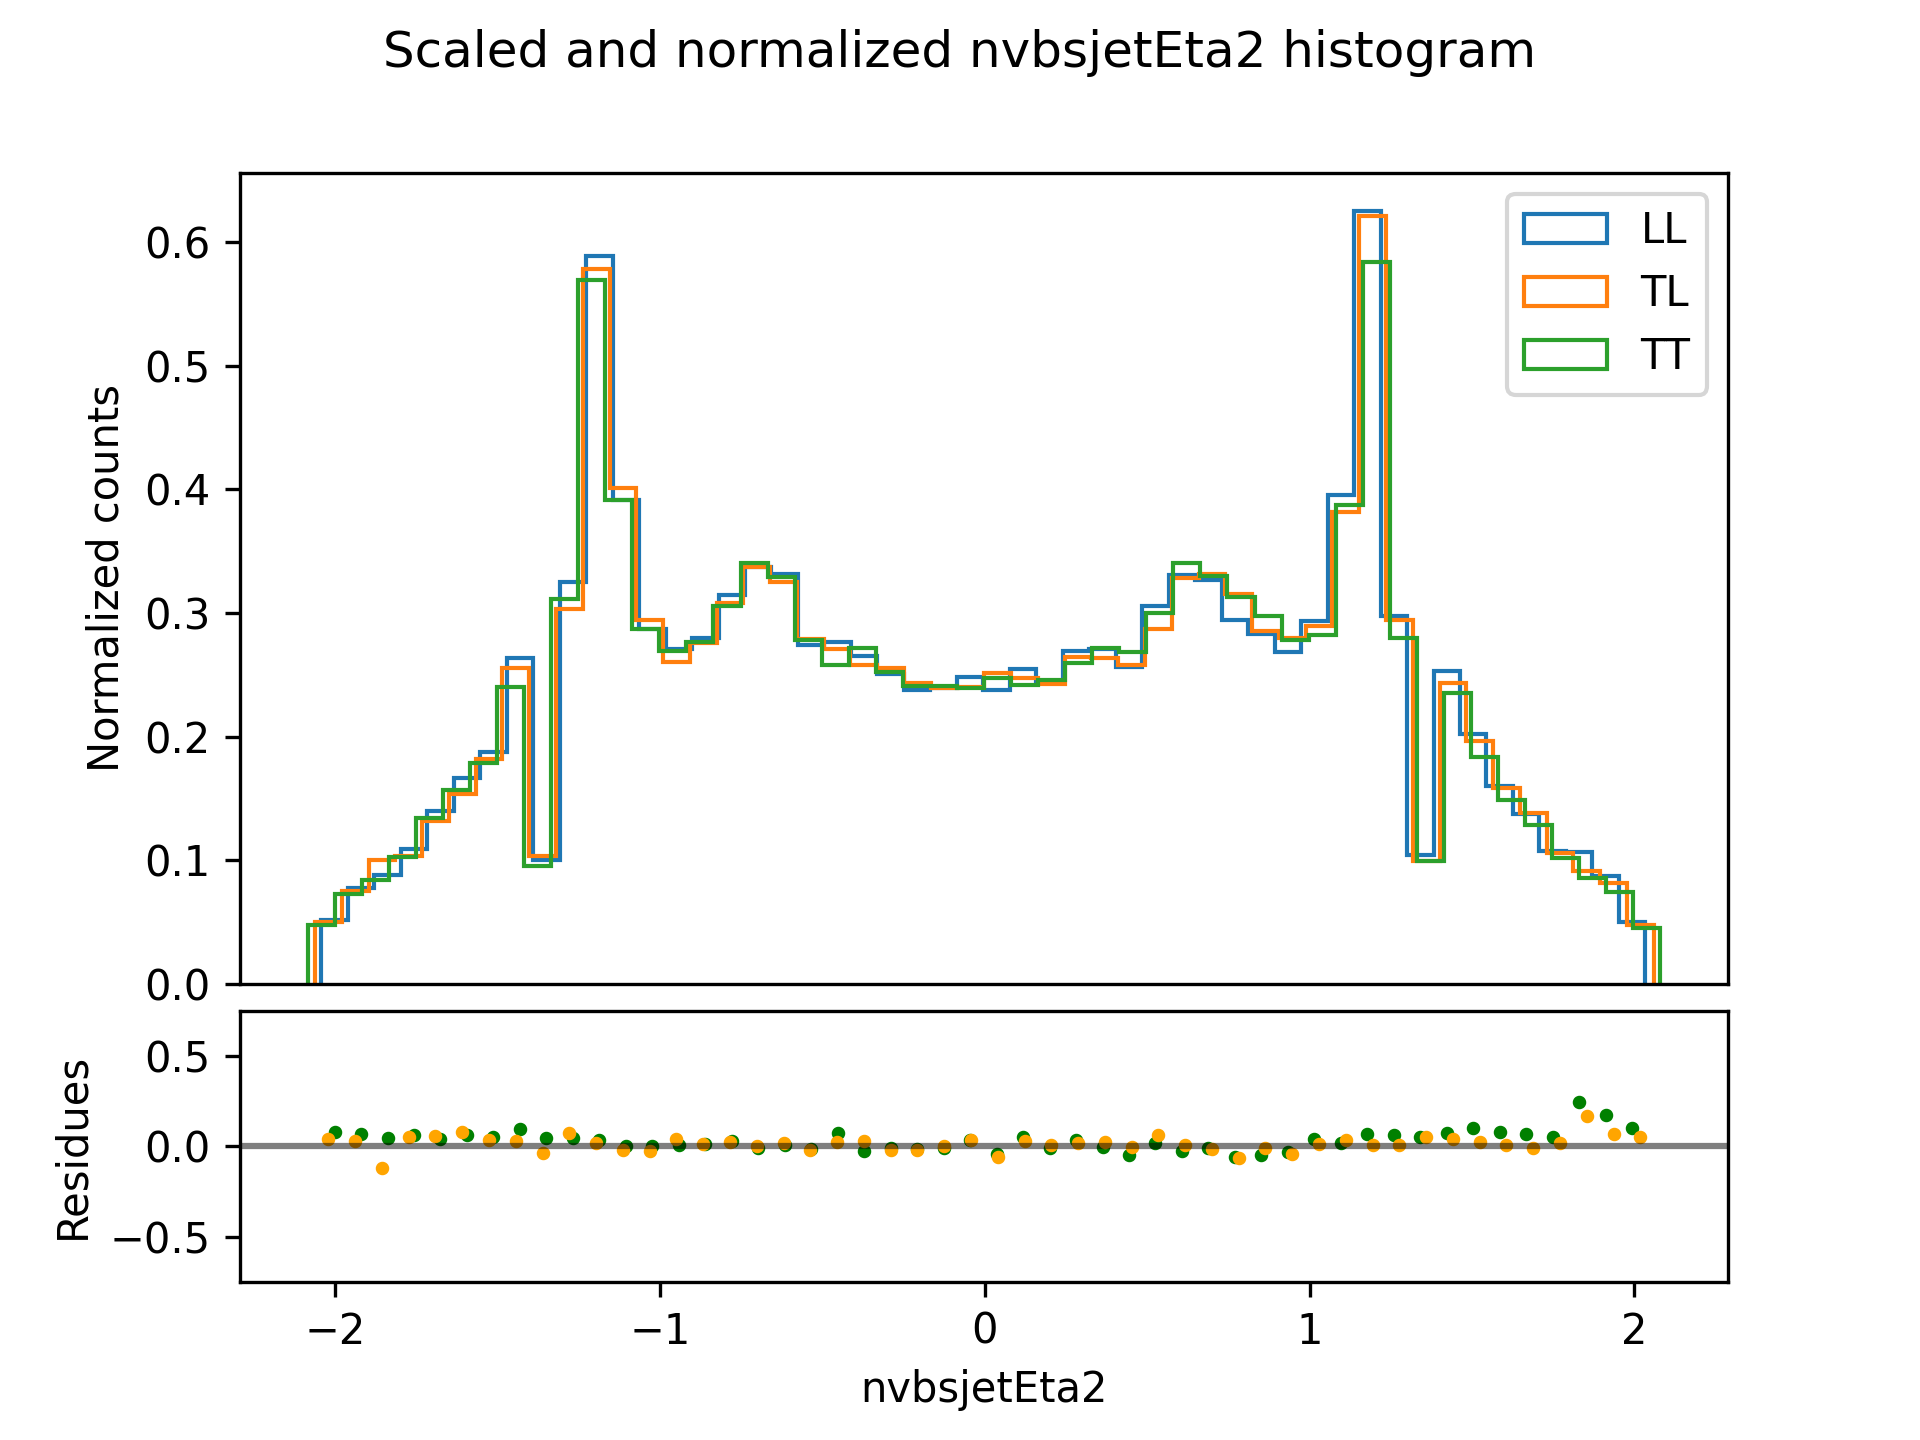 Scaled and normalized nvbsjetEta2 histogram
LL
TL
TT
Normalized counts
0.6
0.5
0.4
0.3
0.2
0.1
0.0
Residues
0.5
0.0
−0.5
−2
−1
0
1
2
nvbsjetEta2